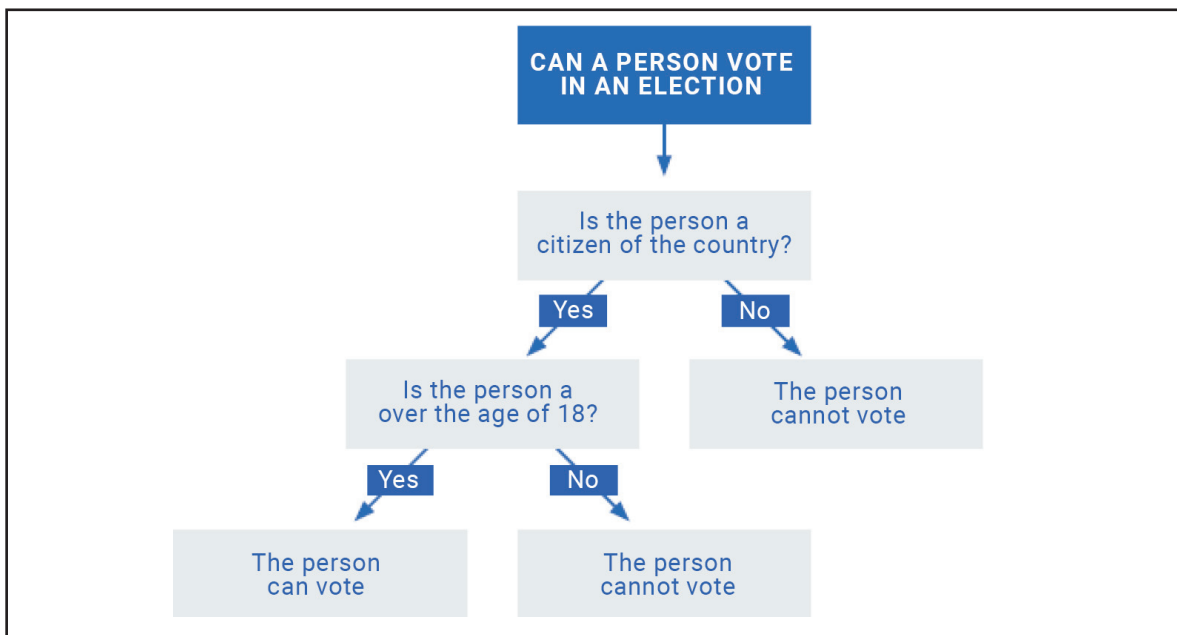 CAN A PERSON VOTE
IN AN ELECTION
Is the person a
citizen of the country?
Yes
No
Is the person a
over the age of 18?
The person
cannot vote
Yes
No
The person
can vote
The person
cannot vote